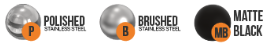 P
POLISHED
STAINLESS STEEL
B
BRUSHED
STAINLESS STEEL
MB
MATTE
BLACK